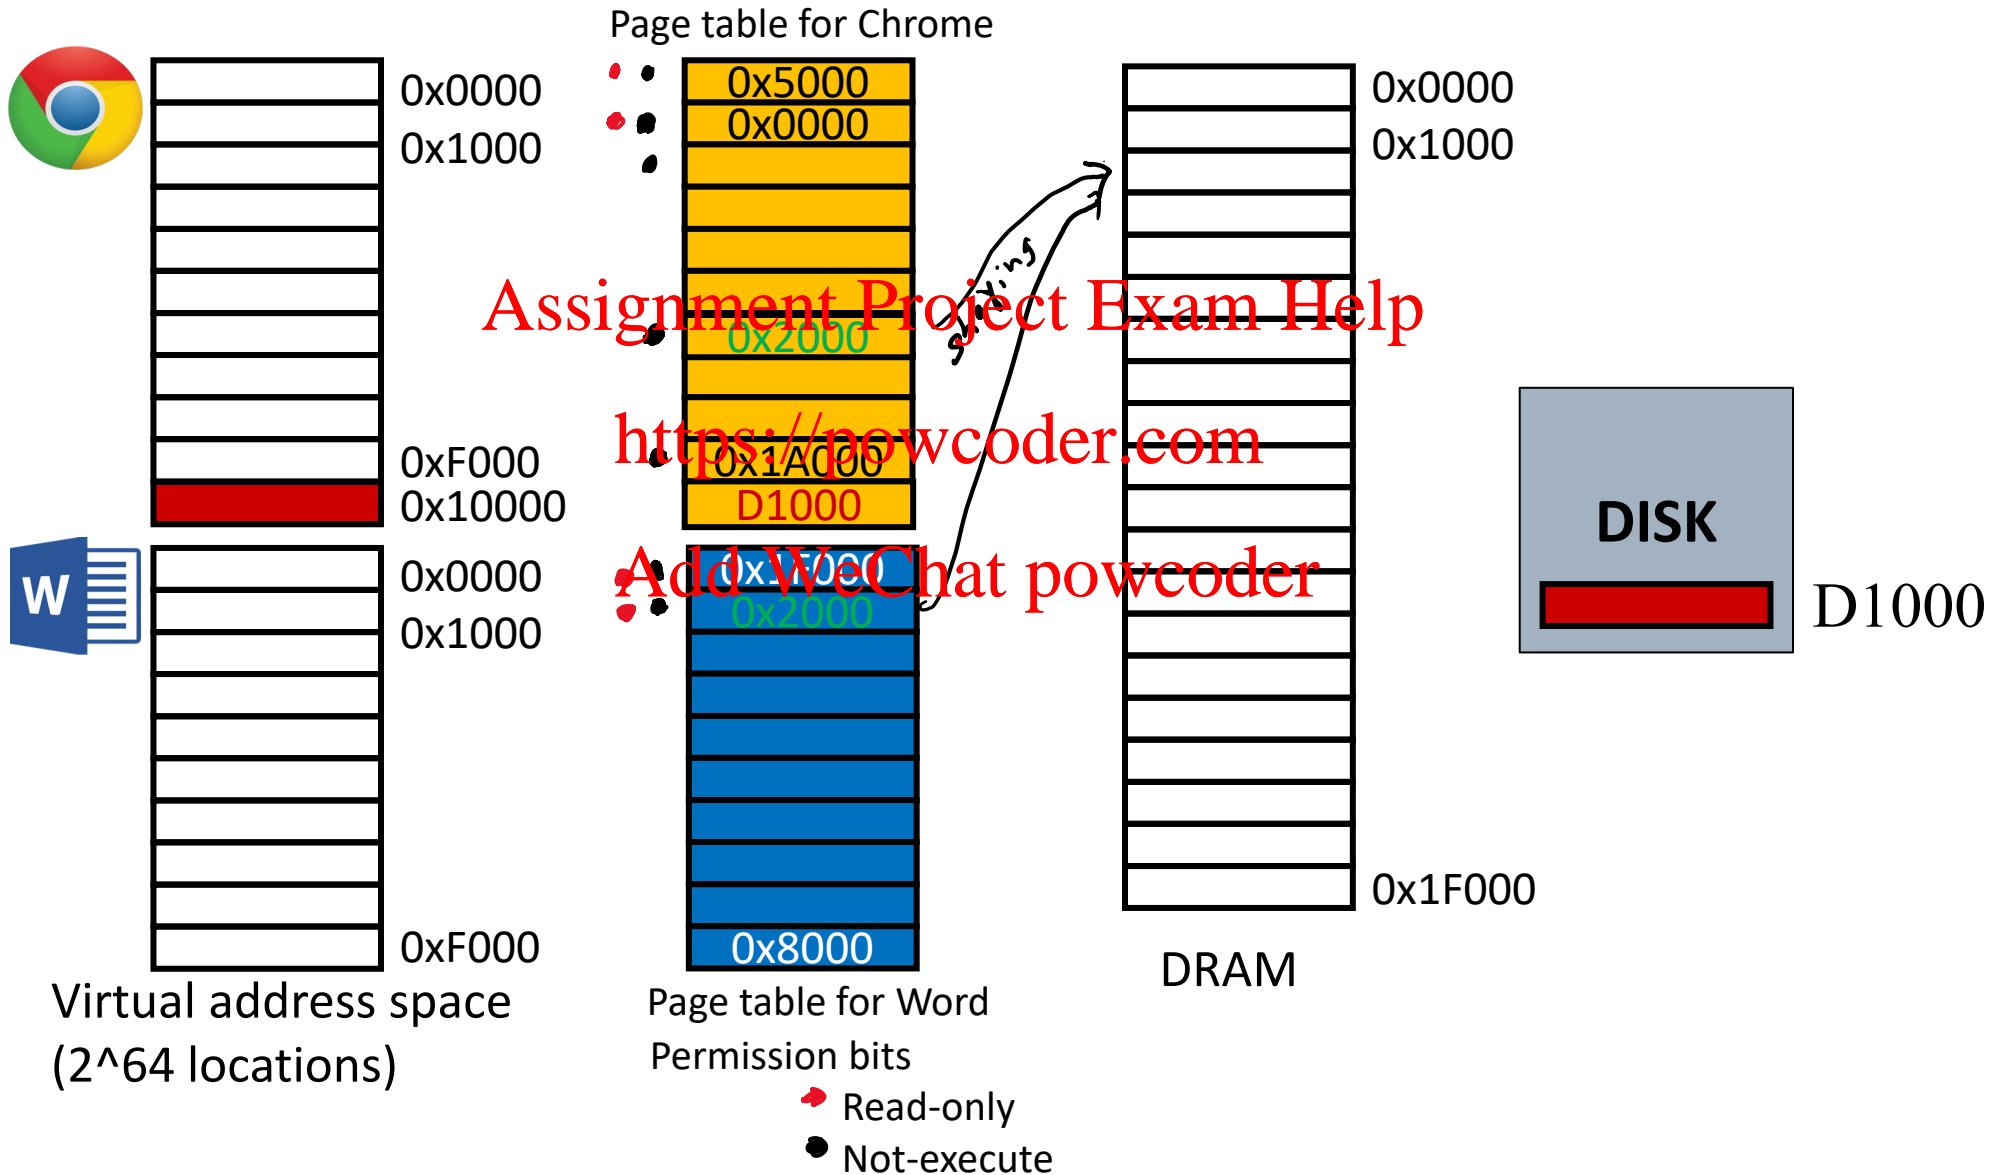 Page table for Chrome
0x0000
0x1000
0xF000
0x10000
W
0x0000
0x1000
0xF000
Virtual address space
(2^64 locations)
0x5000
0x0000
0x2000
0x1A000
D1000
0x1F000
0x2000
0x8000
Page table for Word
Permission bits
Read-only
Not-execute
sharing
Assignment Project Exam Help
https://powcoder.com
Add WeChat powcoder
0x0000
0x1000
0x1F000
DRAM
DISK
D1000